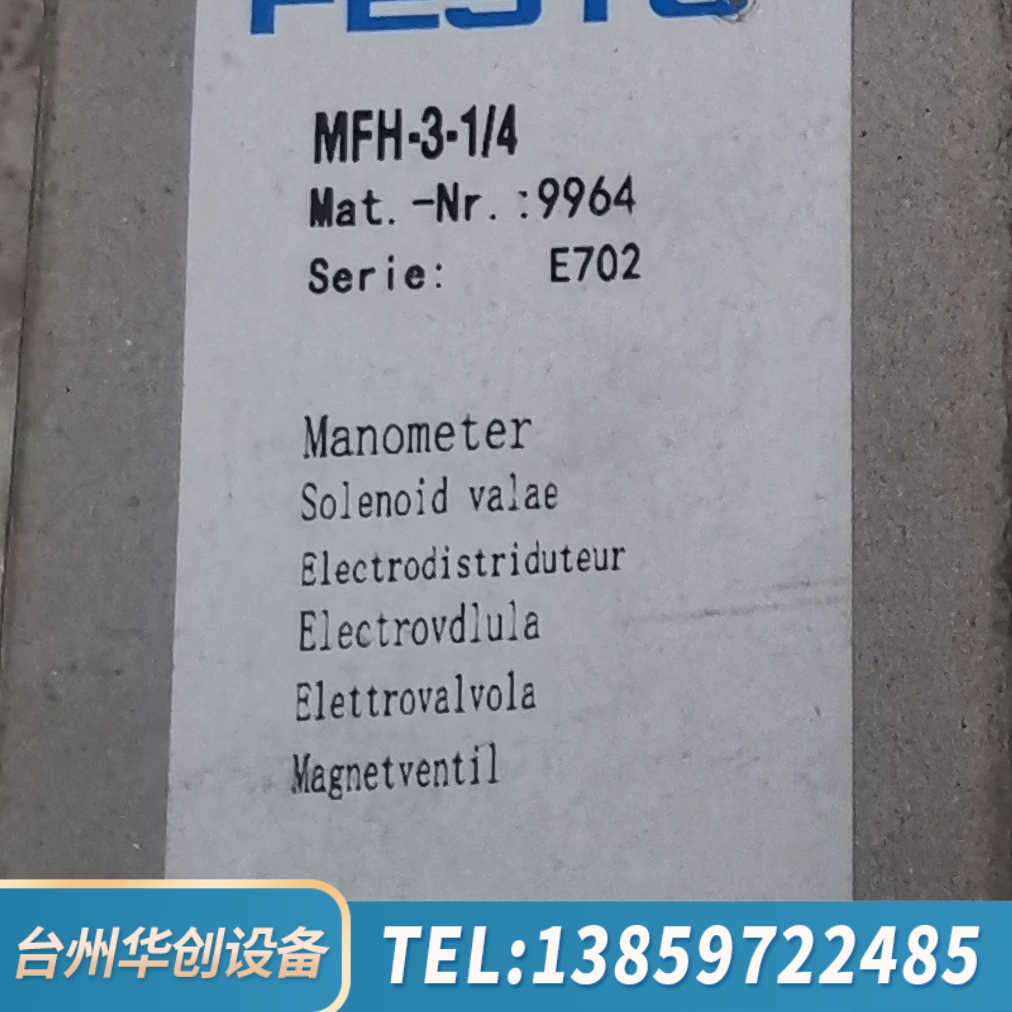 FESTO
MFH-3-1/4
Mat.-Nr.:9964
Serie: E702
Manometer
Solenoid valae
Electrodistriduteur
Electrovdlula
Elettrovalvola
Magnetventil
台州华创设备
TEL:13859722485